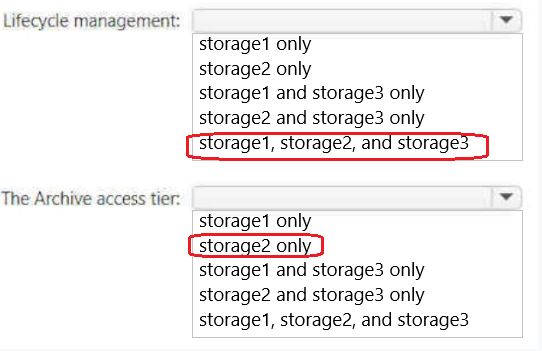 Lifecycle management:
storage1 only
storage2 only
storage1 and storage3 only
storage2 and storage3 only
storage1, storage2, and storage3
The Archive access tier:
storage1 only
storage2 only
storage1 and storage3 only
storage2 and storage3 only
storage1, storage2, and storage3